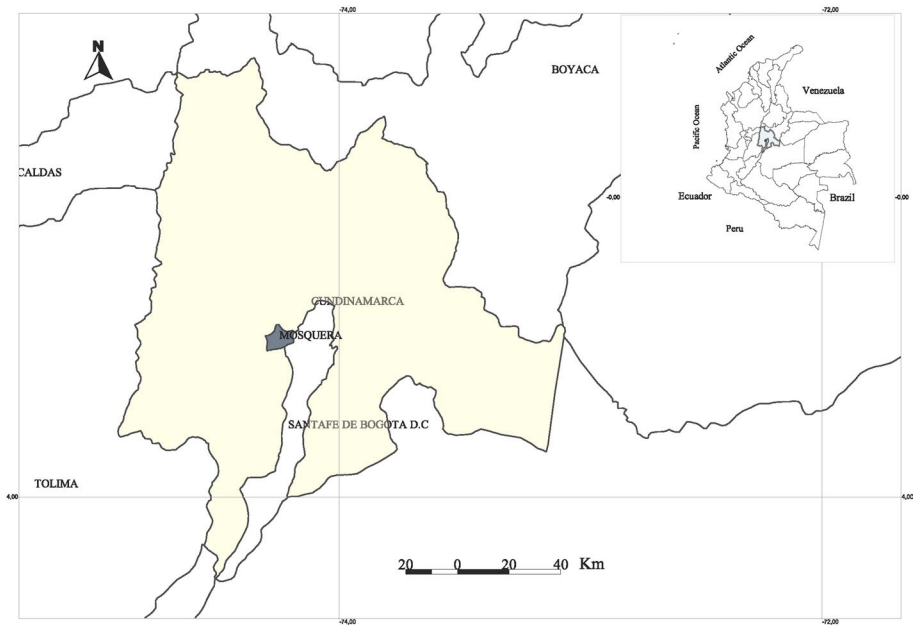 -74,00
-72,00
N
BOYACA
Atlantic Ocean
Venezuela
Pacific Ocean
CALDAS
Ecuador
Brazil
-0,00
-0,00
Peru
CUNDINAMARCA
MOSQUERA
SANTAFE DE BOGOTA D.C
TOLIMA
4,00
4,00
20 0 20 40 Km
-74,00
-72,00